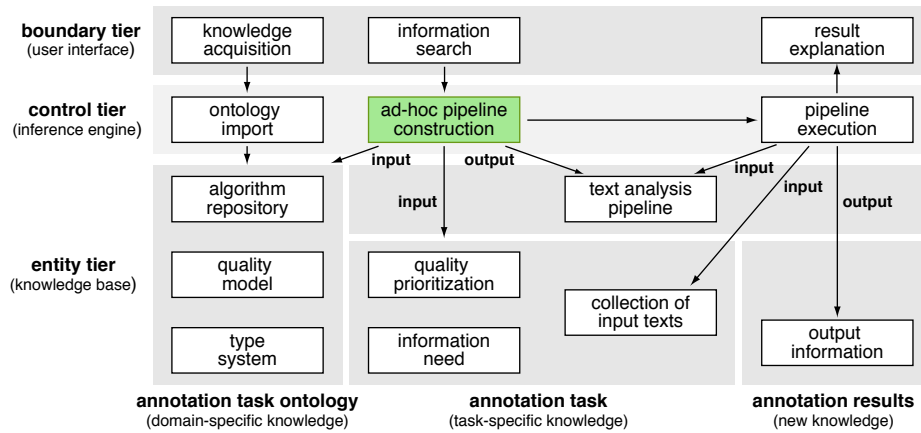 boundary tier
(user interface)
knowledge
acquisition
information
search
result
explanation
control tier
(inference engine)
ontology
import
ad-hoc pipeline
construction
pipeline
execution
input
output
input
input
input
output
algorithm
repository
text analysis
pipeline
entity tier
(knowledge base)
quality
model
quality
prioritization
collection of
input texts
type
system
information
need
output
information
annotation task ontology
(domain-specific knowledge)
annotation task
(task-specific knowledge)
annotation results
(new knowledge)